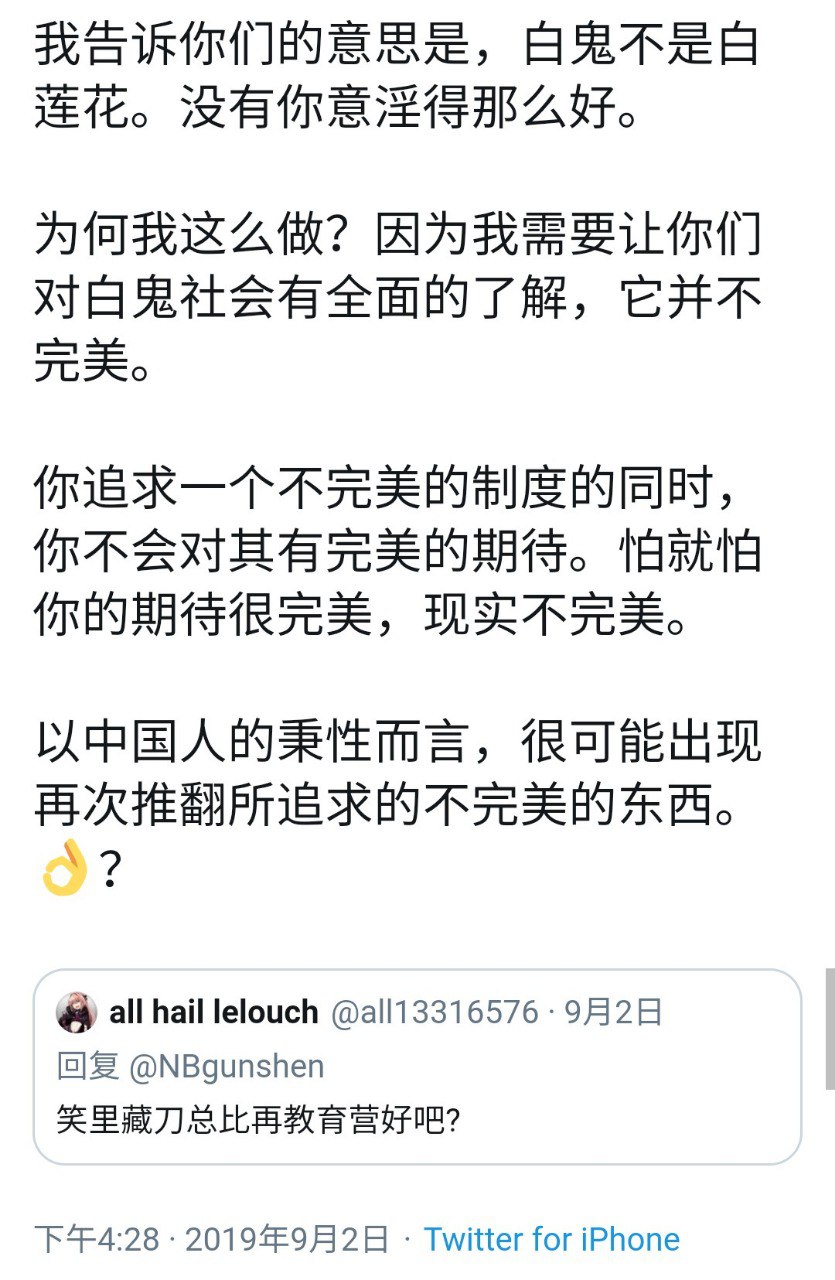 我告诉你们的意思是，白鬼不是白
莲花。没有你意淫得那么好。
为何我这么做？因为我需要让你们
对白鬼社会有全面的了解，它并不
完美。
你追求一个不完美的制度的同时，
你不会对其有完美的期待。怕就怕
你的期待很完美，现实不完美。
以中国人的秉性而言，很可能出现
再次推翻所追求的不完美的东西。
👌？
all hail lelouch @all13316576 · 9月2日
回复 @NBgunshen
笑里藏刀总比再教育营好吧?
下午4:28 · 2019年9月2日 · Twitter for iPhone